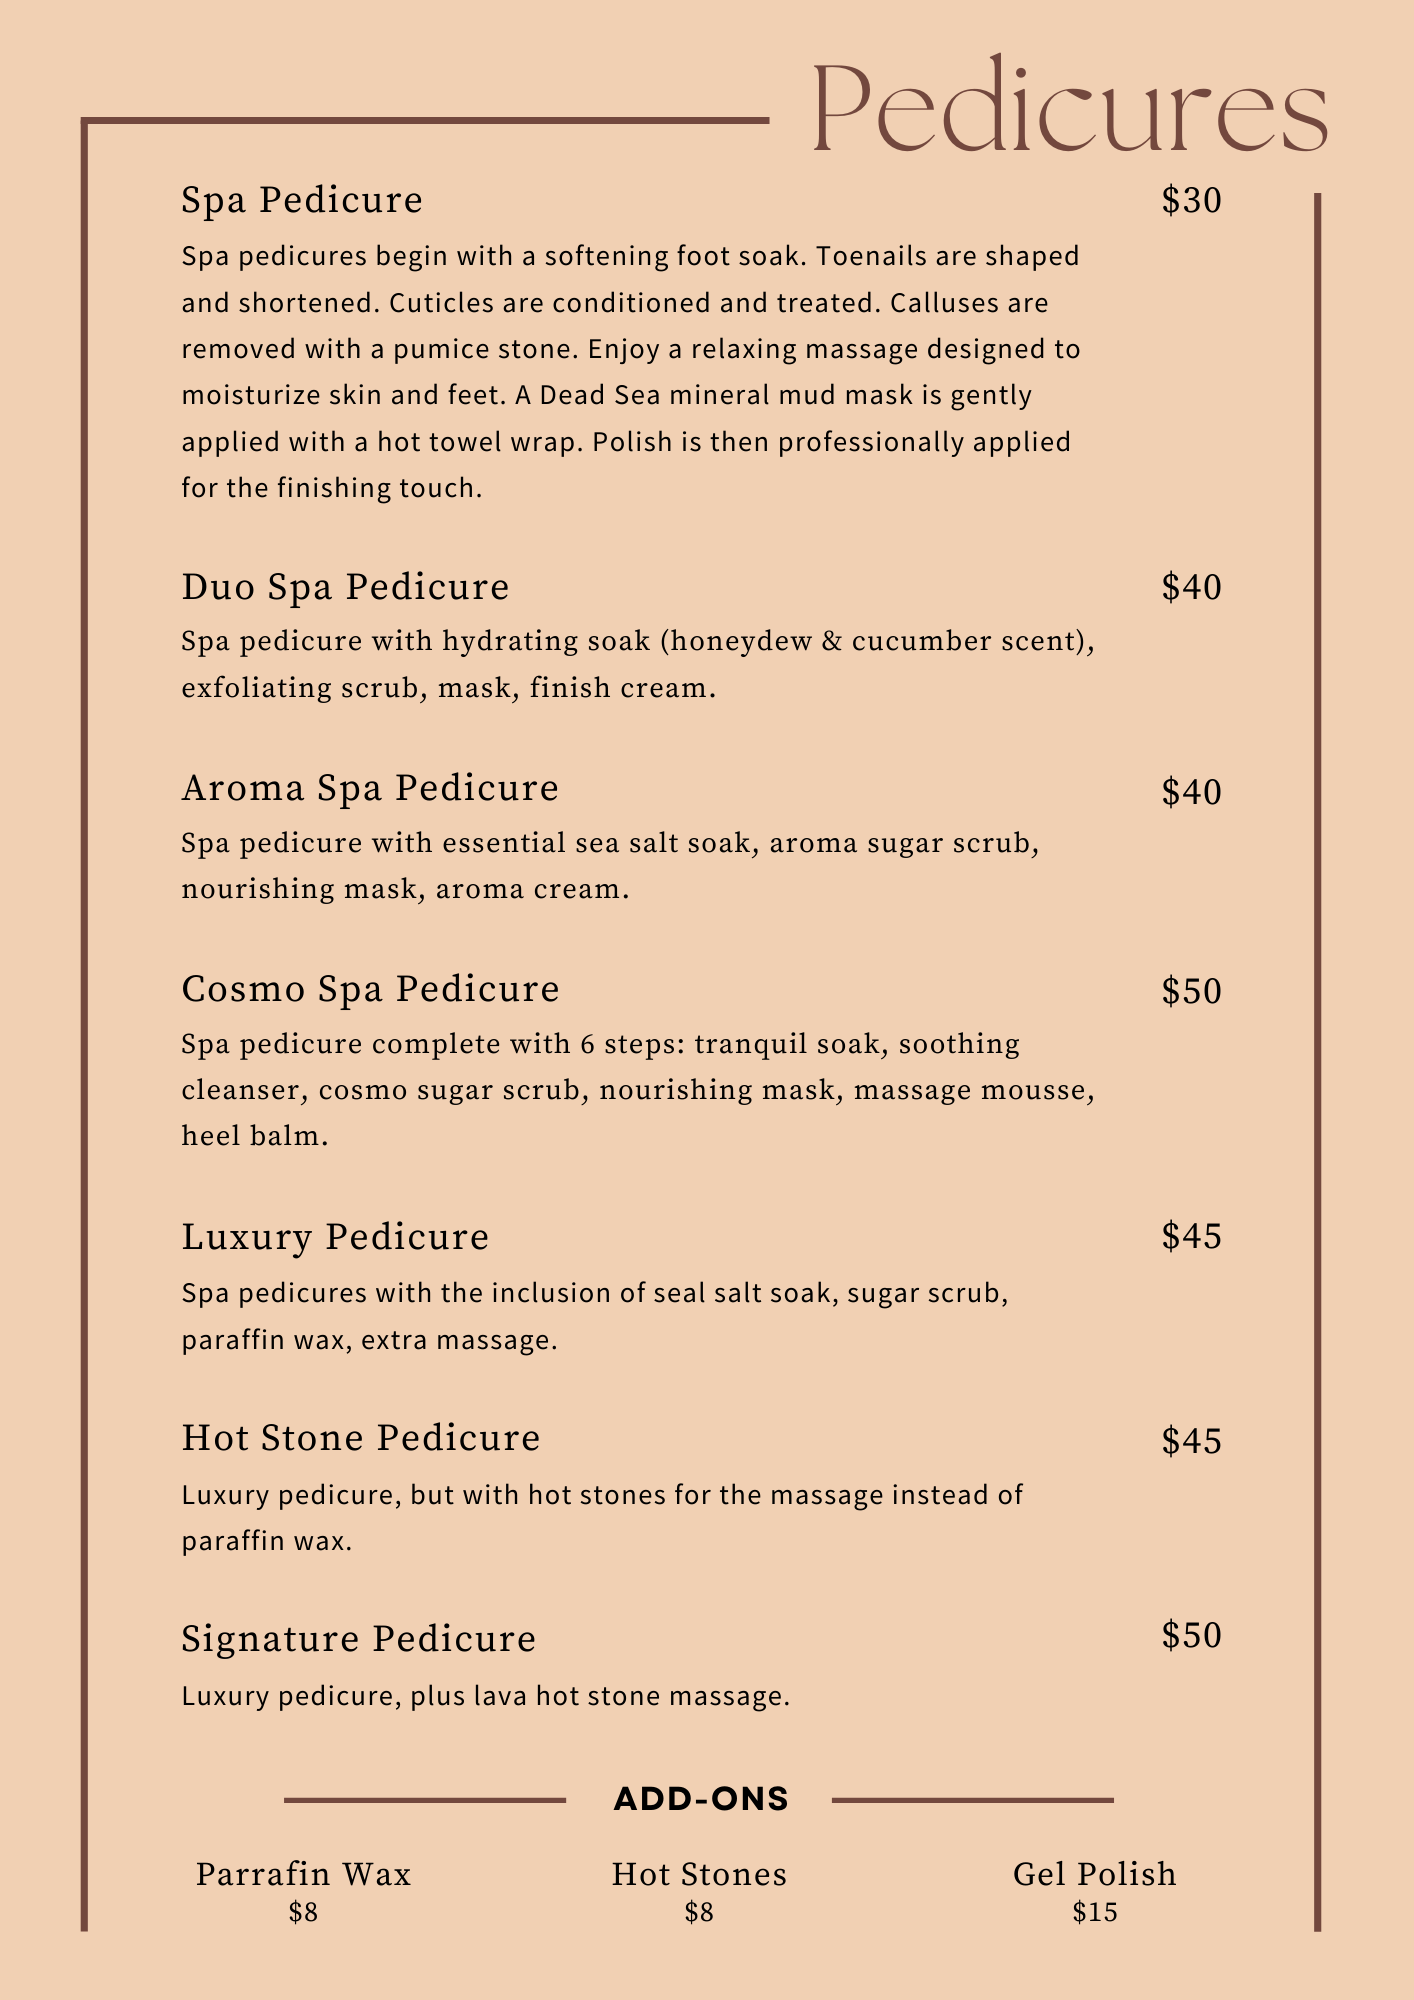 Pedicures
Spa Pedicure $30
Spa pedicures begin with a softening foot soak. Toenails are shaped
and shortened. Cuticles are conditioned and treated. Calluses are
removed with a pumice stone. Enjoy a relaxing massage designed to
moisturize skin and feet. A Dead Sea mineral mud mask is gently
applied with a hot towel wrap. Polish is then professionally applied
for the finishing touch.
Duo Spa Pedicure $40
Spa pedicure with hydrating soak (honeydew & cucumber scent),
exfoliating scrub, mask, finish cream.
Aroma Spa Pedicure $40
Spa pedicure with essential sea salt soak, aroma sugar scrub,
nourishing mask, aroma cream.
Cosmo Spa Pedicure $50
Spa pedicure complete with 6 steps: tranquil soak, soothing
cleanser, cosmo sugar scrub, nourishing mask, massage mousse,
heel balm.
Luxury Pedicure $45
Spa pedicures with the inclusion of seal salt soak, sugar scrub,
paraffin wax, extra massage.
Hot Stone Pedicure $45
Luxury pedicure, but with hot stones for the massage instead of
paraffin wax.
Signature Pedicure $50
Luxury pedicure, plus lava hot stone massage.
ADD-ONS
Parrafin Wax Hot Stones Gel Polish
$8 $8 $15